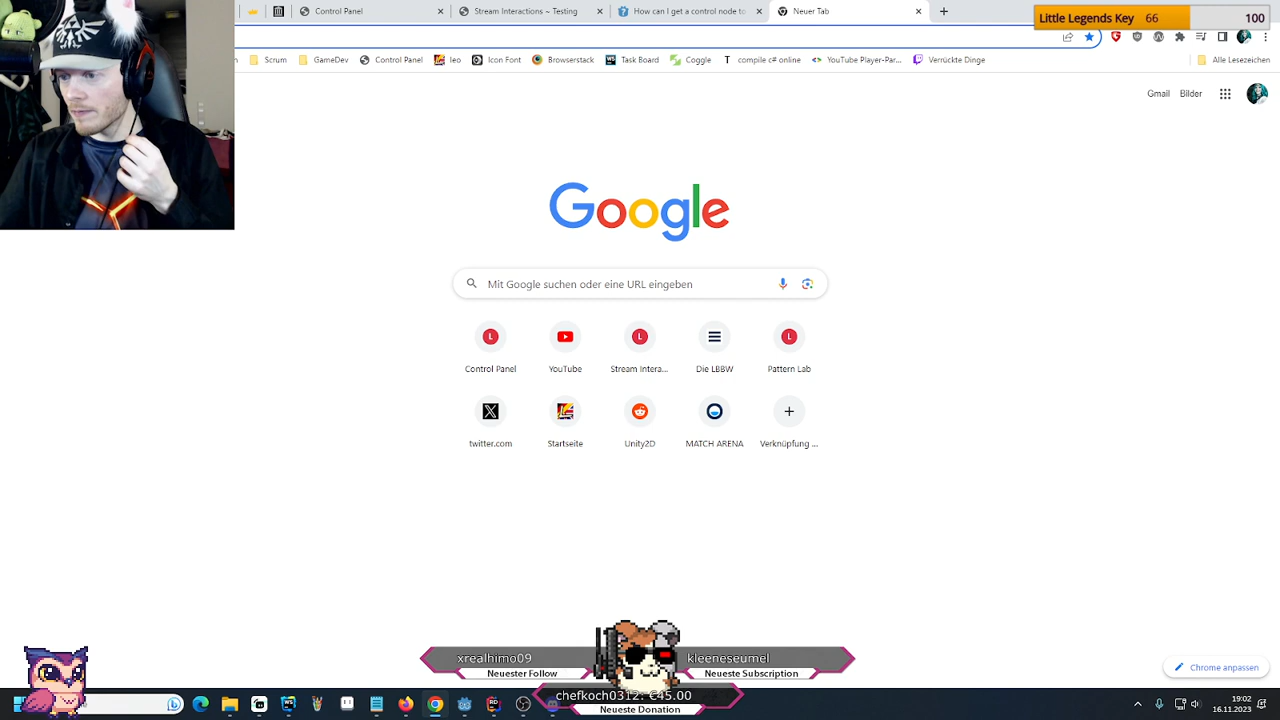 Control Panel
Stream Interactions ~ Testing
How can I get a control node to
Neuer Tab
Little Legends Key 66 100
Scrum
GameDev
Control Panel
leo
Icon Font
Browserstack
Task Board
Coggle
compile c# online
YouTube Player-Par...
Verrückte Dinge
Alle Lesezeichen
Gmail
Bilder
Google
Mit Google suchen oder eine URL eingeben
Control Panel
YouTube
Stream Intera...
Die LBBW
Pattern Lab
twitter.com
Startseite
Unity2D
MATCH ARENA
Verknüpfung ...
xrealhimo09
Neuester Follow
kleeneseumel
Neueste Subscription
Chrome anpassen
chefkoch0312: €45.00
Neueste Donation
19:02
16.11.2023